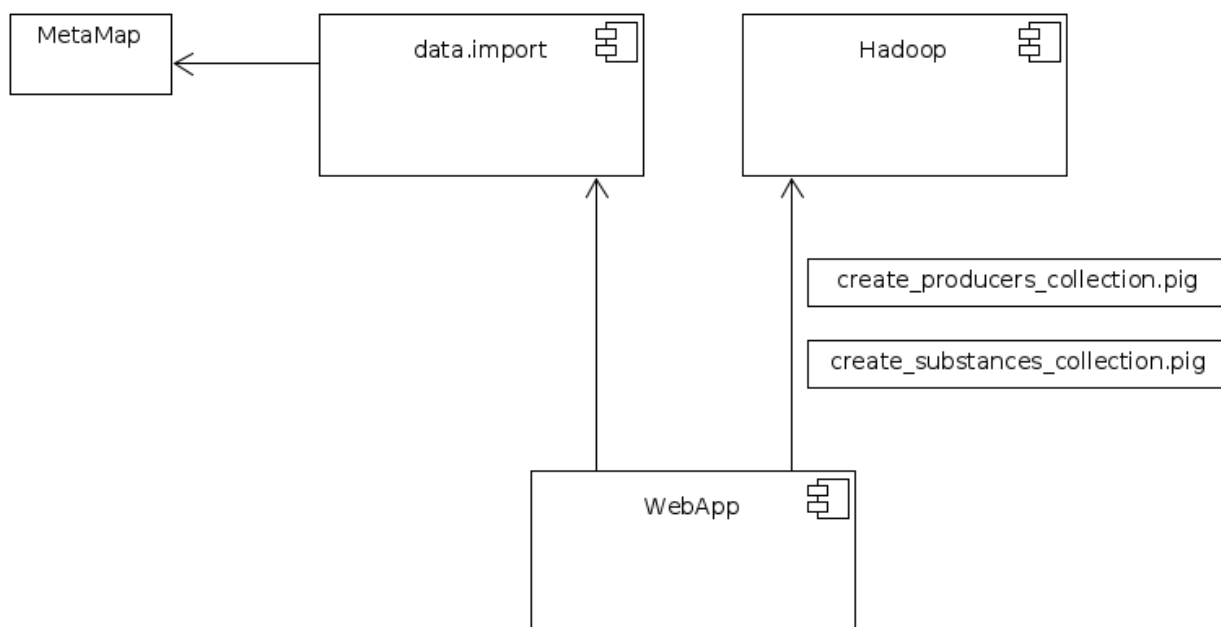 MetaMap
data.import
Hadoop
create_producers_collection.pig
create_substances_collection.pig
WebApp